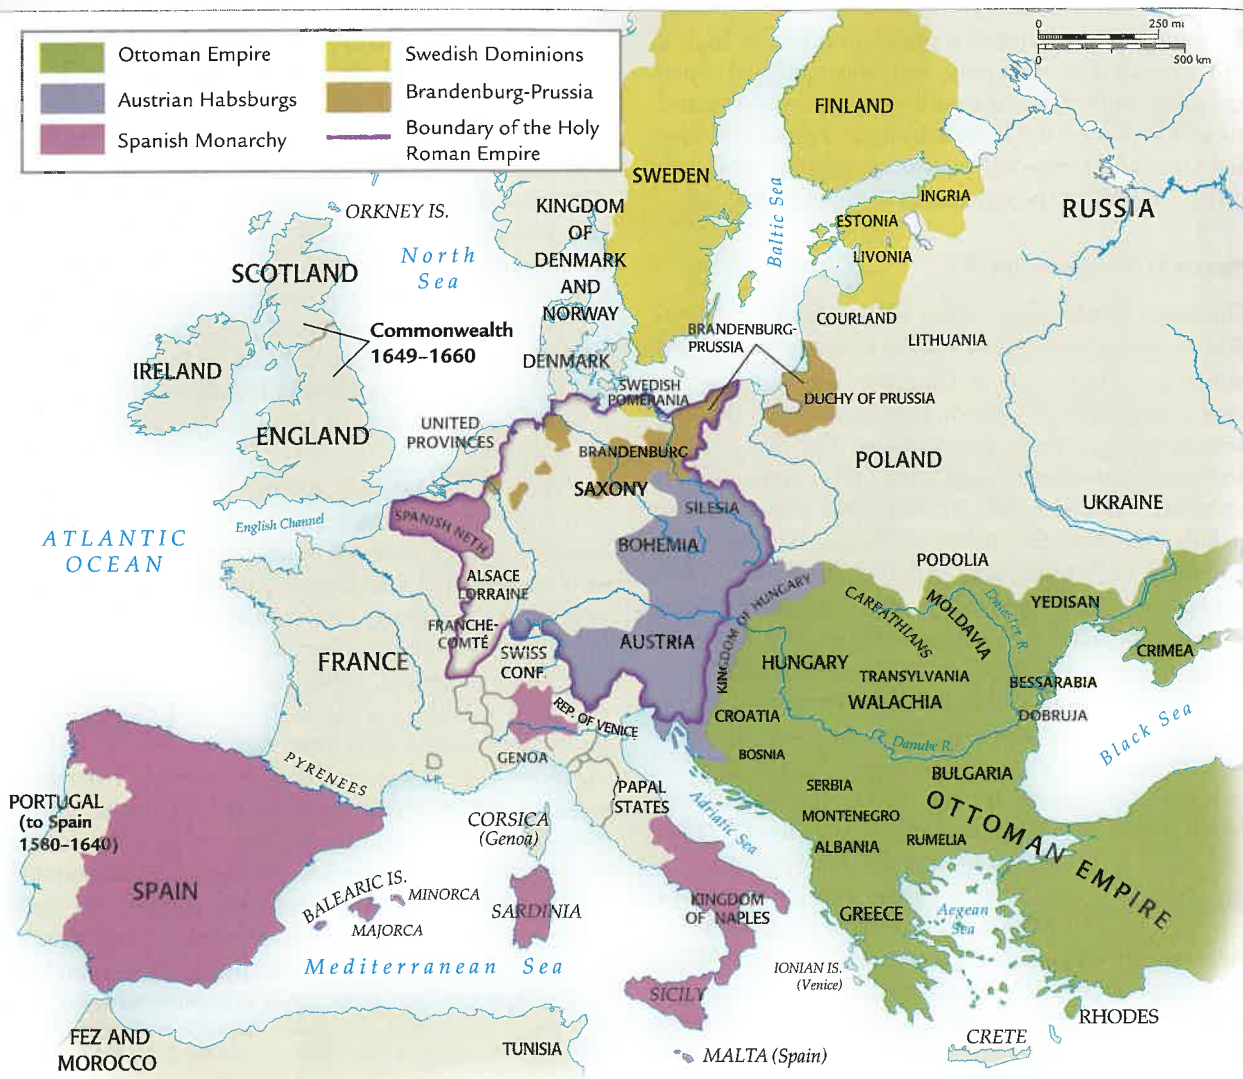 Ottoman Empire
Austrian Habsburgs
Spanish Monarchy
Swedish Dominions
Brandenburg-Prussia
Boundary of the Holy
Roman Empire
0 250 mi
0 500 km
FINLAND
SWEDEN
INGRIA
RUSSIA
ESTONIA
LIVONIA
Baltic Sea
ORKNEY IS.
KINGDOM
OF
DENMARK
AND
NORWAY
North
Sea
SCOTLAND
Commonwealth
1649–1660
IRELAND
ENGLAND
DENMARK
COURLAND
LITHUANIA
BRANDENBURG-
PRUSSIA
SWEDISH
POMERANIA
DUCHY OF PRUSSIA
UNITED
PROVINCES
BRANDENBURG
POLAND
SAXONY
UKRAINE
SILESIA
SPANISH NETH.
English Channel
ATLANTIC
OCEAN
BOHEMIA
PODOLIA
ALSACE
LORRAINE
KINGDOM OF HUNGARY
CARPATHIANS
MOLDAVIA
Dniester R.
YEDISAN
FRANCHE-
COMTÉ
FRANCE
SWISS
CONF.
AUSTRIA
HUNGARY
TRANSYLVANIA
WALACHIA
CRIMEA
BESSARABIA
DOBRUJA
Black Sea
REP. OF VENICE
CROATIA
Danube R.
GENOA
BOSNIA
PYRENEES
PAPAL
STATES
SERBIA
BULGARIA
PORTUGAL
(to Spain
1580–1640)
CORSICA
(Genoa)
Adriatic Sea
MONTENEGRO
OTTOMAN EMPIRE
ALBANIA
RUMELIA
SPAIN
BALEARIC IS.
MINORCA
MAJORCA
SARDINIA
KINGDOM
OF NAPLES
GREECE
Aegean
Sea
Mediterranean Sea
IONIAN IS.
(Venice)
SICILY
RHODES
FEZ AND
MOROCCO
TUNISIA
MALTA (Spain)
CRETE